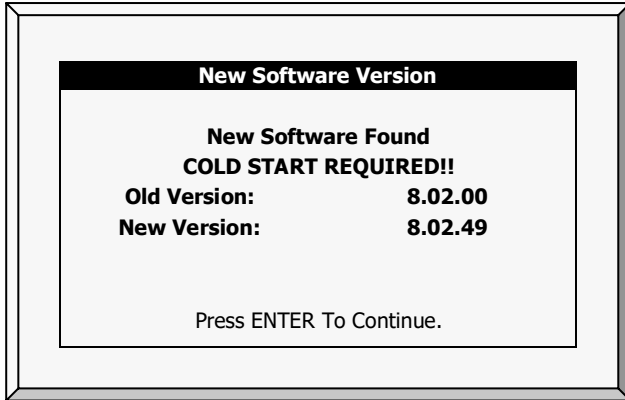 New Software Version
New Software Found
COLD START REQUIRED!!
Old Version: 8.02.00
New Version: 8.02.49
Press ENTER To Continue.